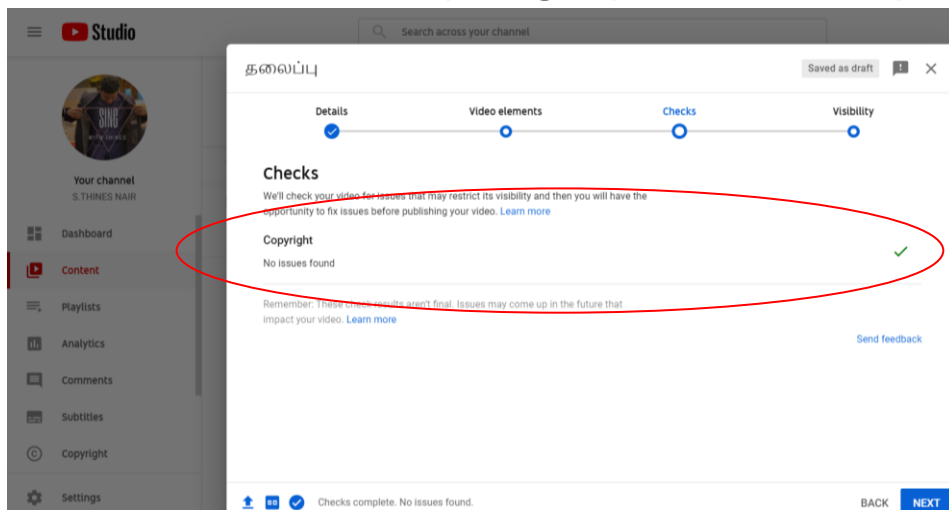 Studio
Search across your channel
தலைப்பு
Saved as draft
Details
Video elements
Checks
Visibility
SING
WITH THINES
Your channel
S.THINES NAIR
Dashboard
Content
Playlists
Analytics
Comments
Subtitles
Copyright
Settings
Checks
We'll check your video for issues that may restrict its visibility and then you will have the
opportunity to fix issues before publishing your video. Learn more
Copyright
No issues found
Remember: These check results aren't final. Issues may come up in the future that
impact your video. Learn more
Send feedback
Checks complete. No issues found.
BACK
NEXT